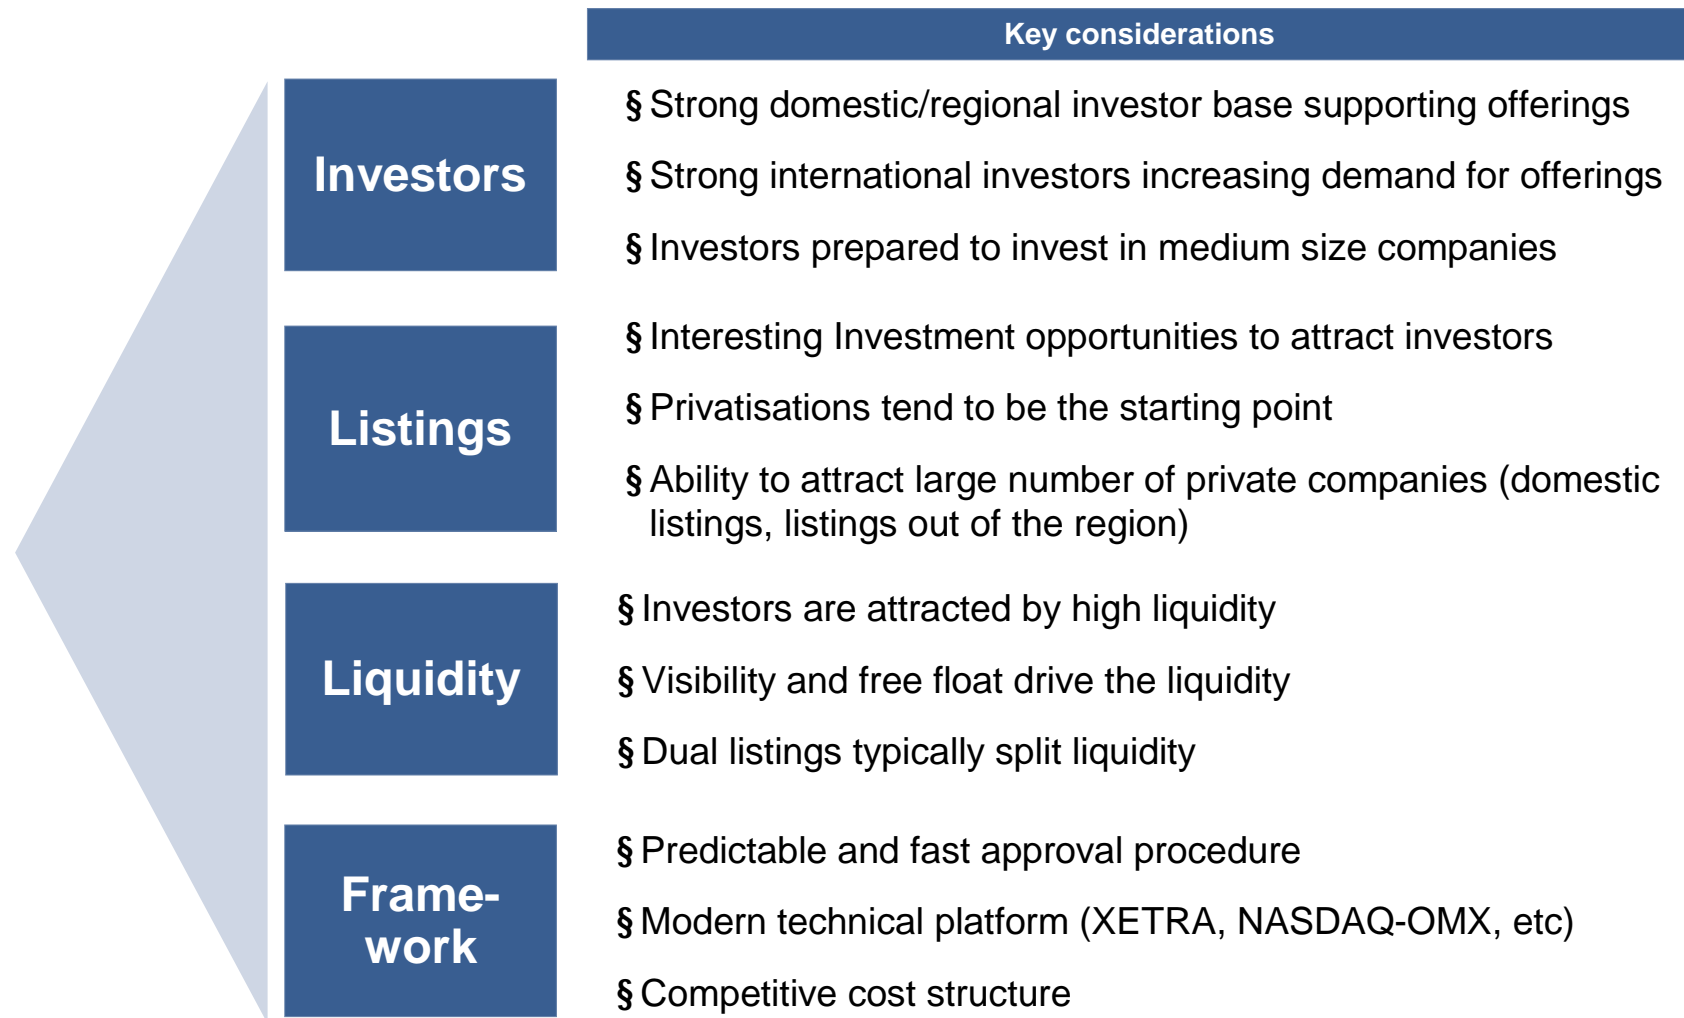 Key considerations
Investors
§ Strong domestic/regional investor base supporting offerings
§ Strong international investors increasing demand for offerings
§ Investors prepared to invest in medium size companies
Listings
§ Interesting Investment opportunities to attract investors
§ Privatisations tend to be the starting point
§ Ability to attract large number of private companies (domestic
listings, listings out of the region)
Liquidity
§ Investors are attracted by high liquidity
§ Visibility and free float drive the liquidity
§ Dual listings typically split liquidity
Frame-
work
§ Predictable and fast approval procedure
§ Modern technical platform (XETRA, NASDAQ-OMX, etc)
§ Competitive cost structure